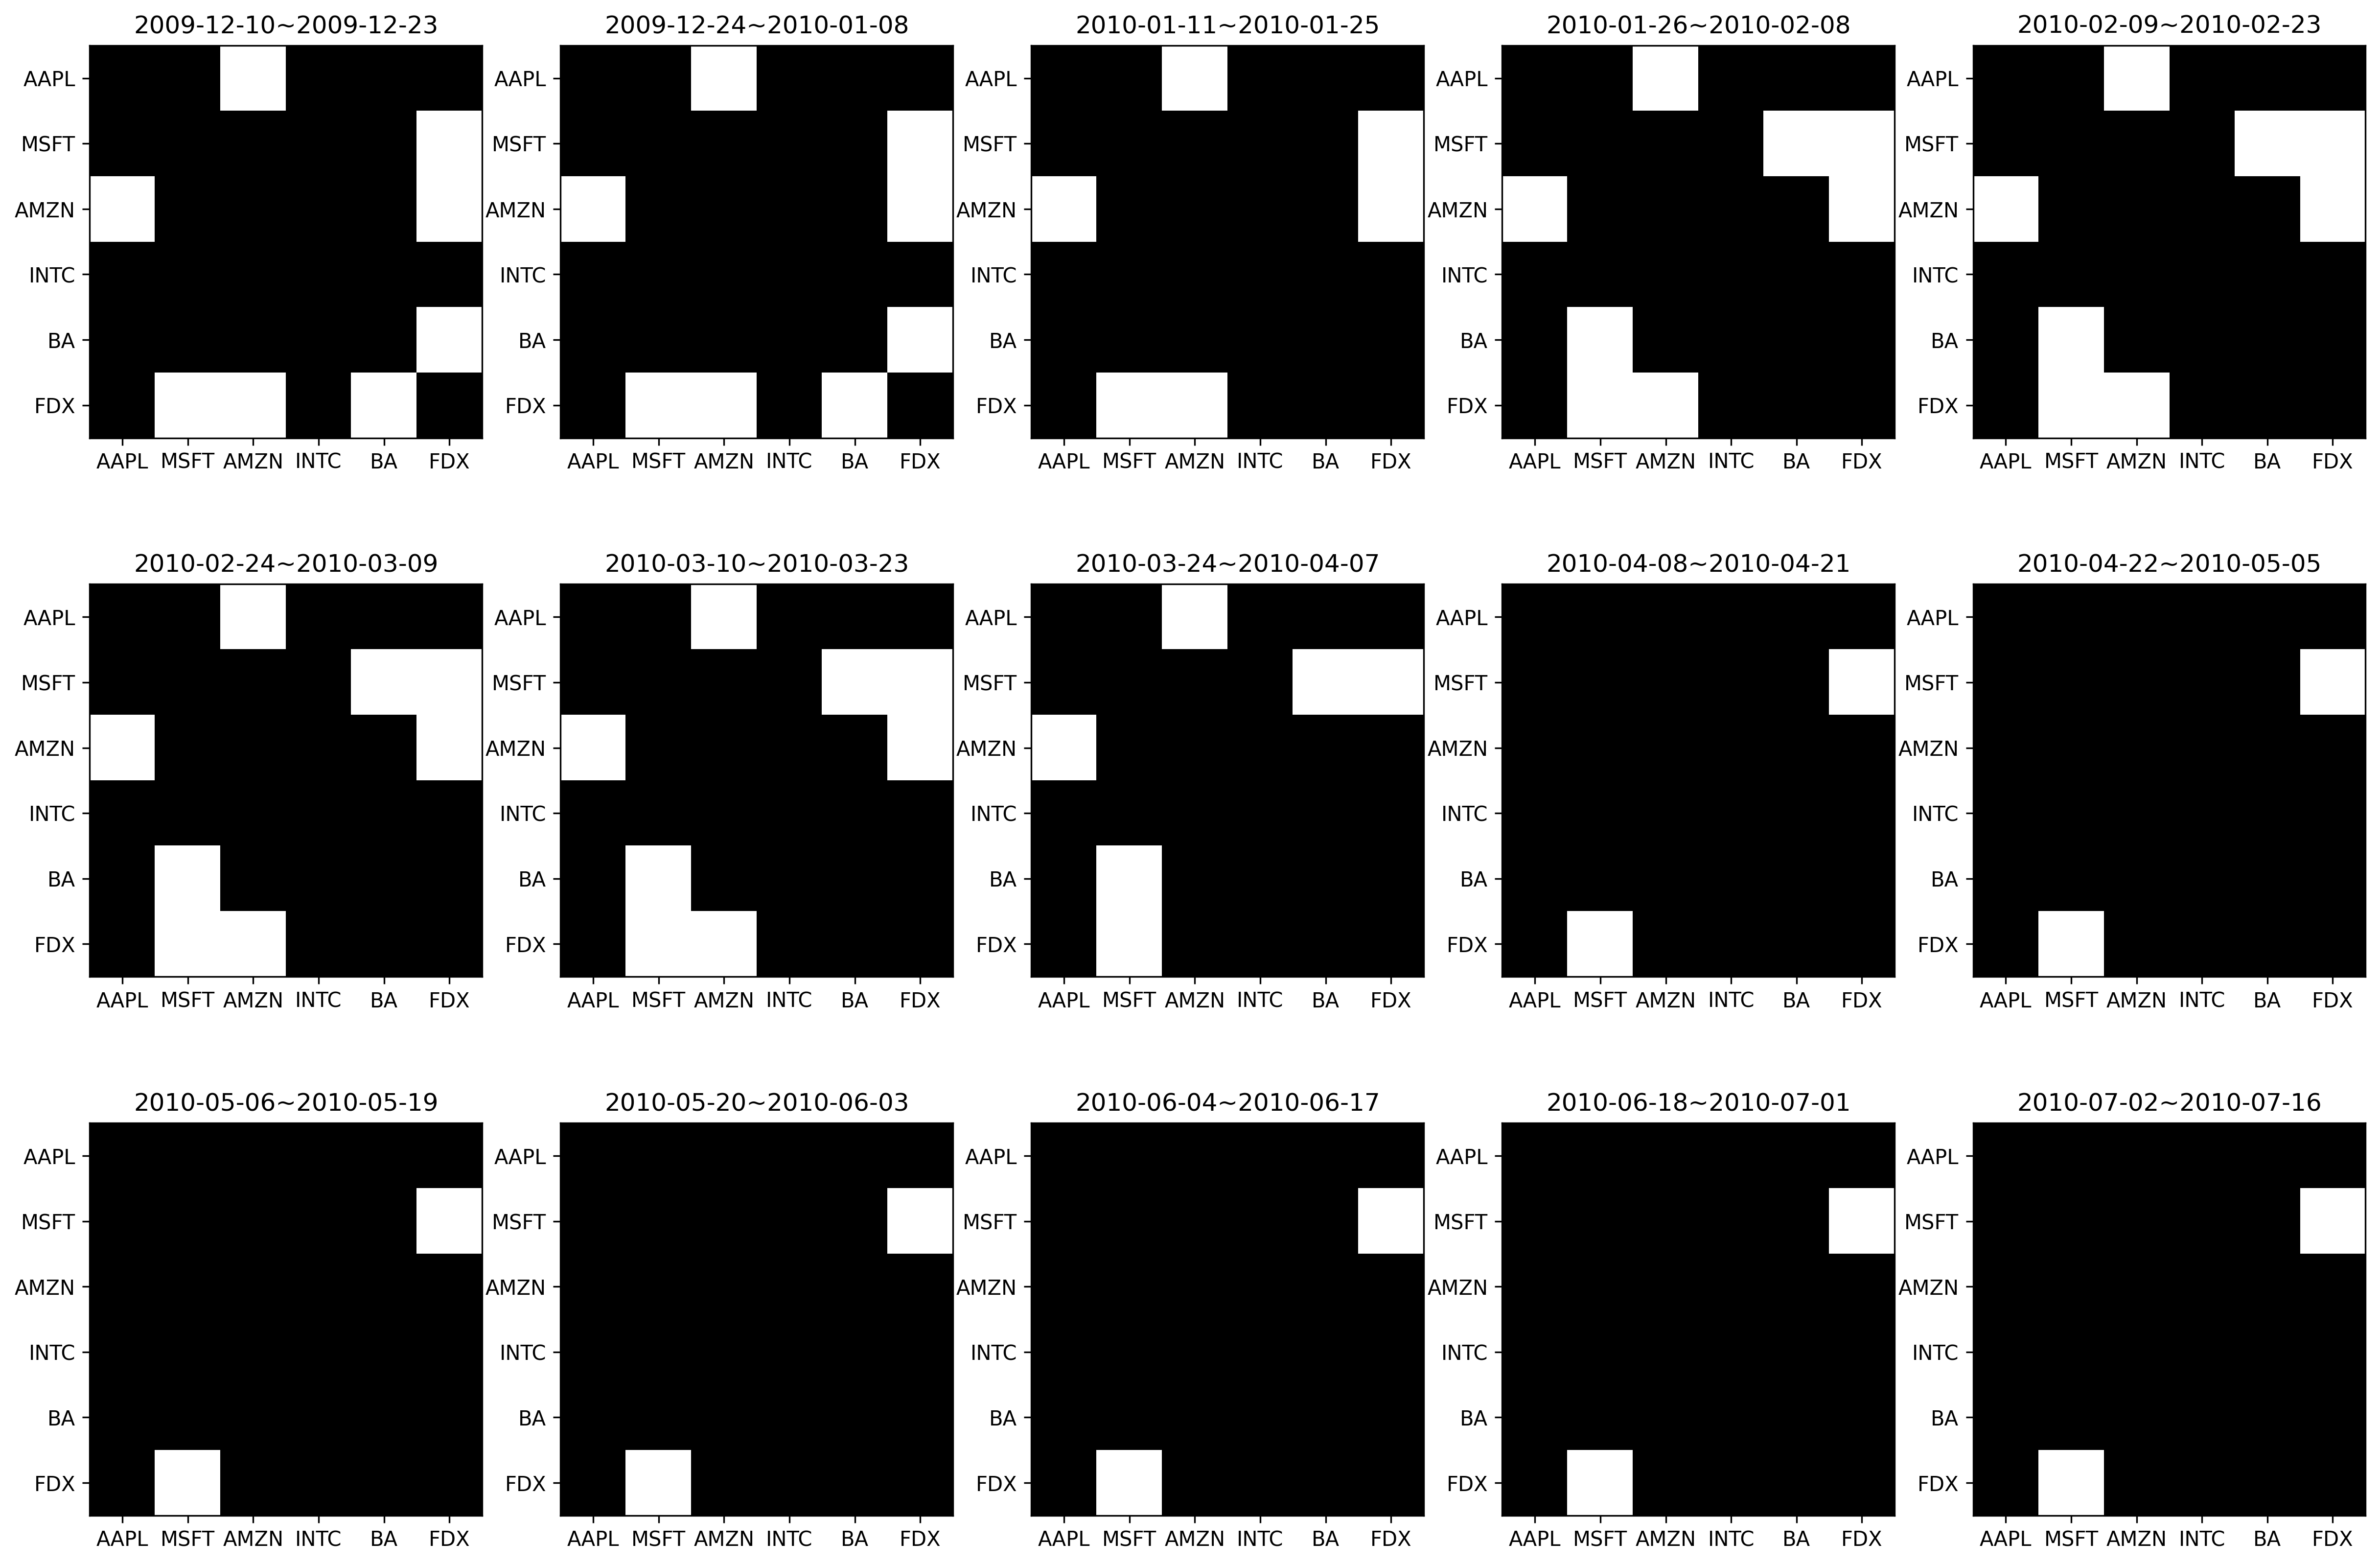 2009-12-10~2009-12-23
AAPL
MSFT
AMZN
INTC
BA
FDX
AAPL MSFT AMZN INTC BA FDX
2009-12-24~2010-01-08
AAPL
MSFT
AMZN
INTC
BA
FDX
AAPL MSFT AMZN INTC BA FDX
2010-01-11~2010-01-25
AAPL
MSFT
AMZN
INTC
BA
FDX
AAPL MSFT AMZN INTC BA FDX
2010-01-26~2010-02-08
AAPL
MSFT
AMZN
INTC
BA
FDX
AAPL MSFT AMZN INTC BA FDX
2010-02-09~2010-02-23
AAPL
MSFT
AMZN
INTC
BA
FDX
AAPL MSFT AMZN INTC BA FDX
2010-02-24~2010-03-09
AAPL
MSFT
AMZN
INTC
BA
FDX
AAPL MSFT AMZN INTC BA FDX
2010-03-10~2010-03-23
AAPL
MSFT
AMZN
INTC
BA
FDX
AAPL MSFT AMZN INTC BA FDX
2010-03-24~2010-04-07
AAPL
MSFT
AMZN
INTC
BA
FDX
AAPL MSFT AMZN INTC BA FDX
2010-04-08~2010-04-21
AAPL
MSFT
AMZN
INTC
BA
FDX
AAPL MSFT AMZN INTC BA FDX
2010-04-22~2010-05-05
AAPL
MSFT
AMZN
INTC
BA
FDX
AAPL MSFT AMZN INTC BA FDX
2010-05-06~2010-05-19
AAPL
MSFT
AMZN
INTC
BA
FDX
AAPL MSFT AMZN INTC BA FDX
2010-05-20~2010-06-03
AAPL
MSFT
AMZN
INTC
BA
FDX
AAPL MSFT AMZN INTC BA FDX
2010-06-04~2010-06-17
AAPL
MSFT
AMZN
INTC
BA
FDX
AAPL MSFT AMZN INTC BA FDX
2010-06-18~2010-07-01
AAPL
MSFT
AMZN
INTC
BA
FDX
AAPL MSFT AMZN INTC BA FDX
2010-07-02~2010-07-16
AAPL
MSFT
AMZN
INTC
BA
FDX
AAPL MSFT AMZN INTC BA FDX